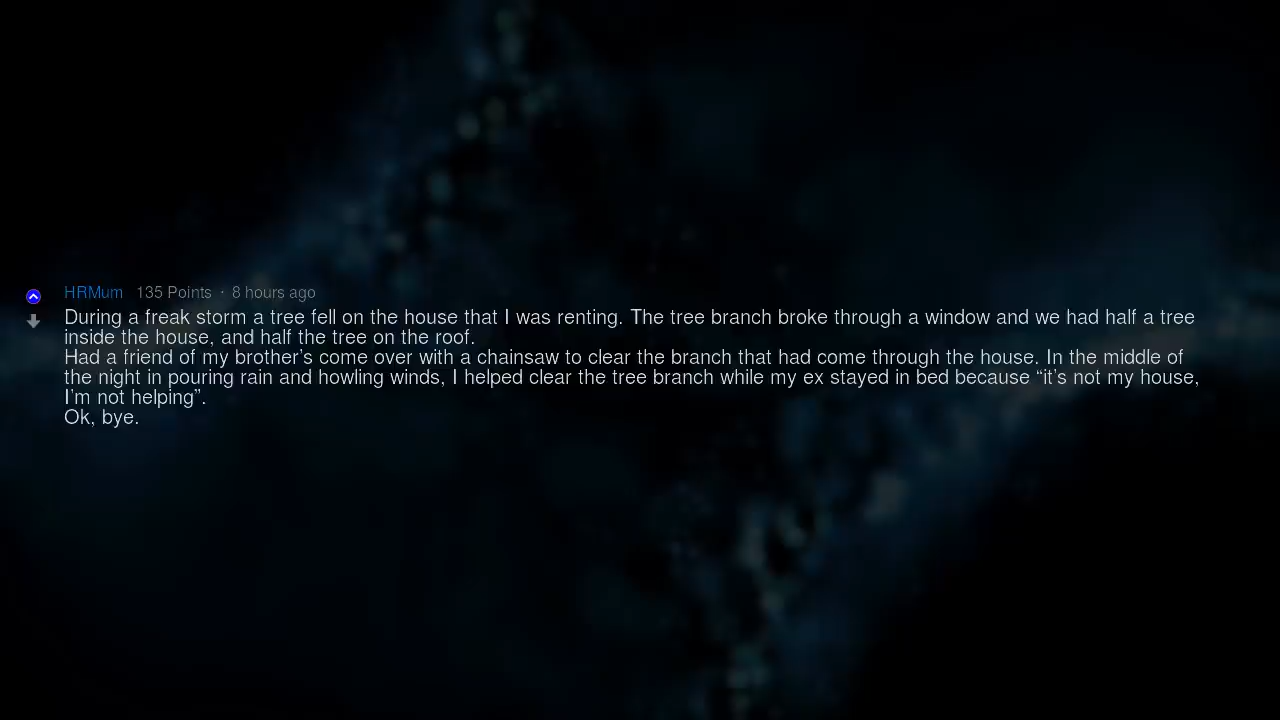 HRMum 135 Points · 8 hours ago
During a freak storm a tree fell on the house that I was renting. The tree branch broke through a window and we had half a tree
inside the house, and half the tree on the roof.
Had a friend of my brother's come over with a chainsaw to clear the branch that had come through the house. In the middle of
the night in pouring rain and howling winds, I helped clear the tree branch while my ex stayed in bed because “it's not my house,
I'm not helping”.
Ok, bye.